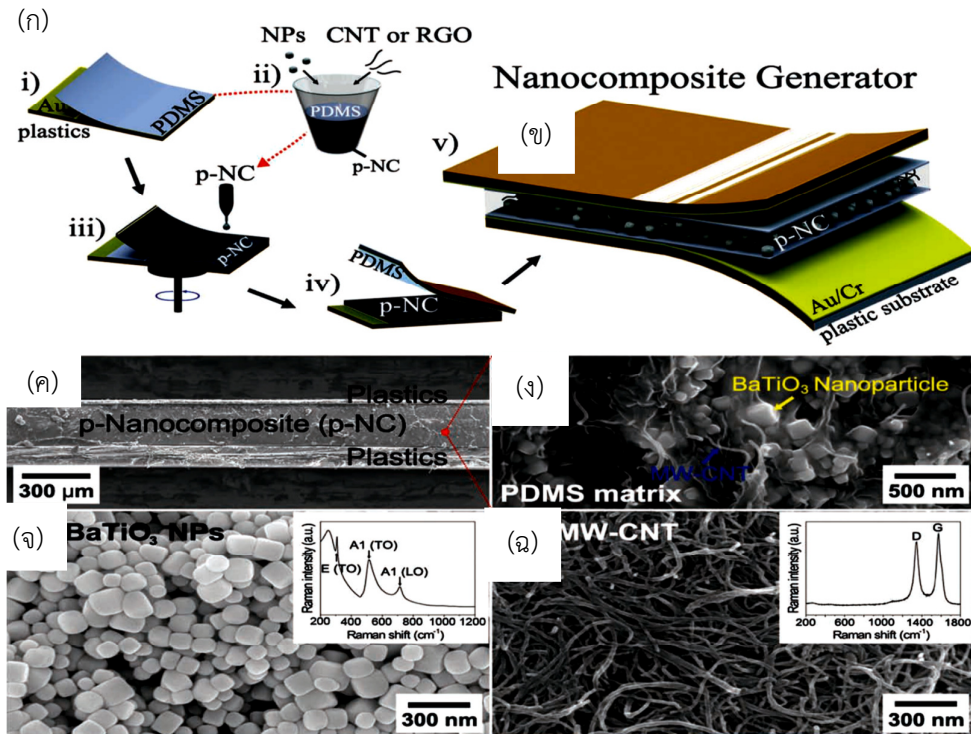 (ก)
NPs CNT or RGO
i)
ii)
Au
plastics
PDMS
PDMS
p-NC
Nanocomposite Generator
(ข)
v)
p-NC
iii)
p-NC
PDMS
iv)
p-NC
p-NC
Au/Cr
plastic substrate
(ค)
Plastics
p-Nanocomposite (p-NC)
Plastics
300 μm
(ง)
BaTiO₃ Nanoparticle
MW-CNT
PDMS matrix
500 nm
(จ)
BaTiO₃ NPs
Raman intensity (a.u.)
E (TO)
A1 (TO)
A1 (LO)
200 400 600 800 1000 1200
Raman shift (cm⁻¹)
300 nm
(ฉ)
MW-CNT
Raman intensity (a.u.)
D G
200 600 1000 1400 1800
Raman shift (cm⁻¹)
300 nm